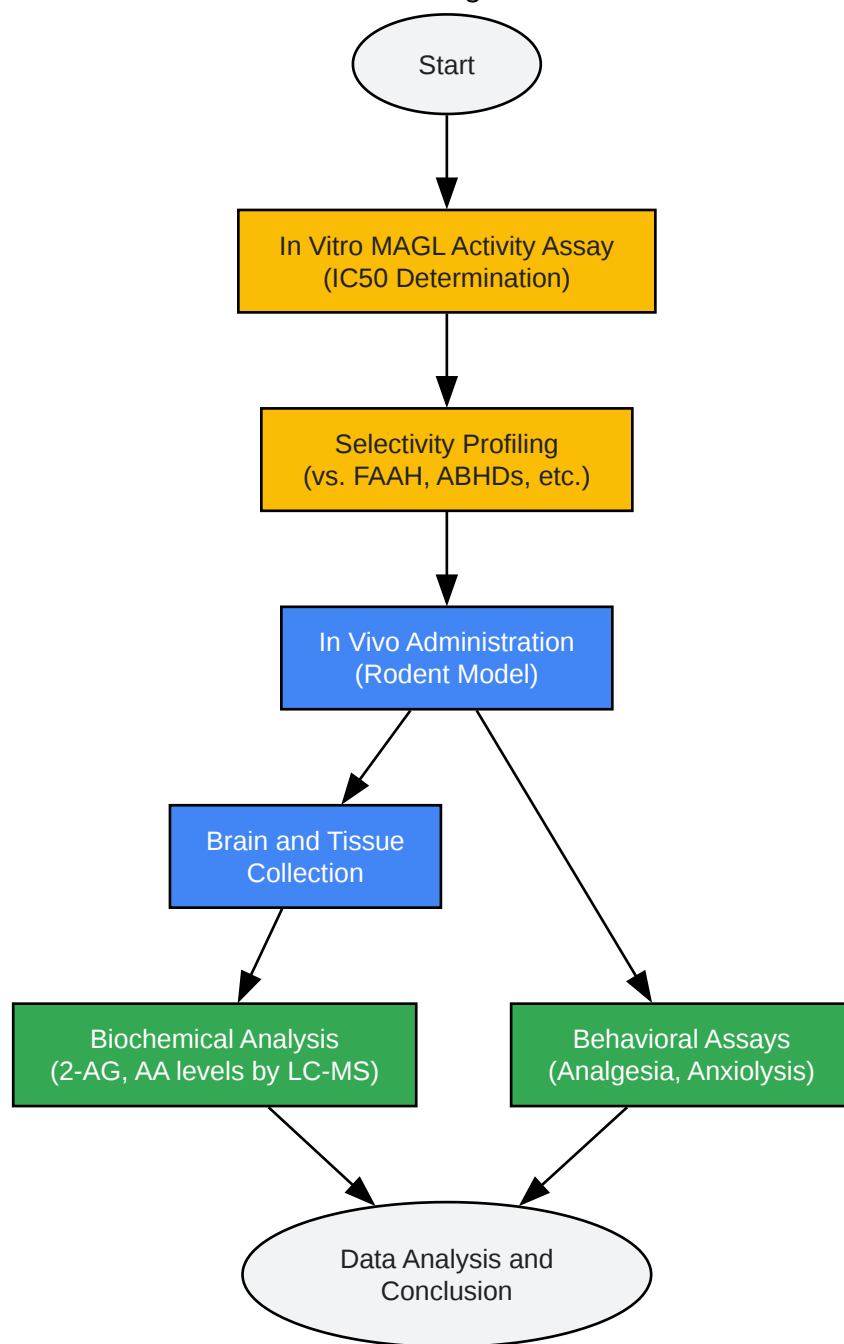 Start
In Vitro MAGL Activity Assay
(IC50 Determination)
Selectivity Profiling
(vs. FAAH, ABHDs, etc.)
In Vivo Administration
(Rodent Model)
Brain and Tissue
Collection
Biochemical Analysis
(2-AG, AA levels by LC-MS)
Behavioral Assays
(Analgesia, Anxiolysis)
Data Analysis and
Conclusion